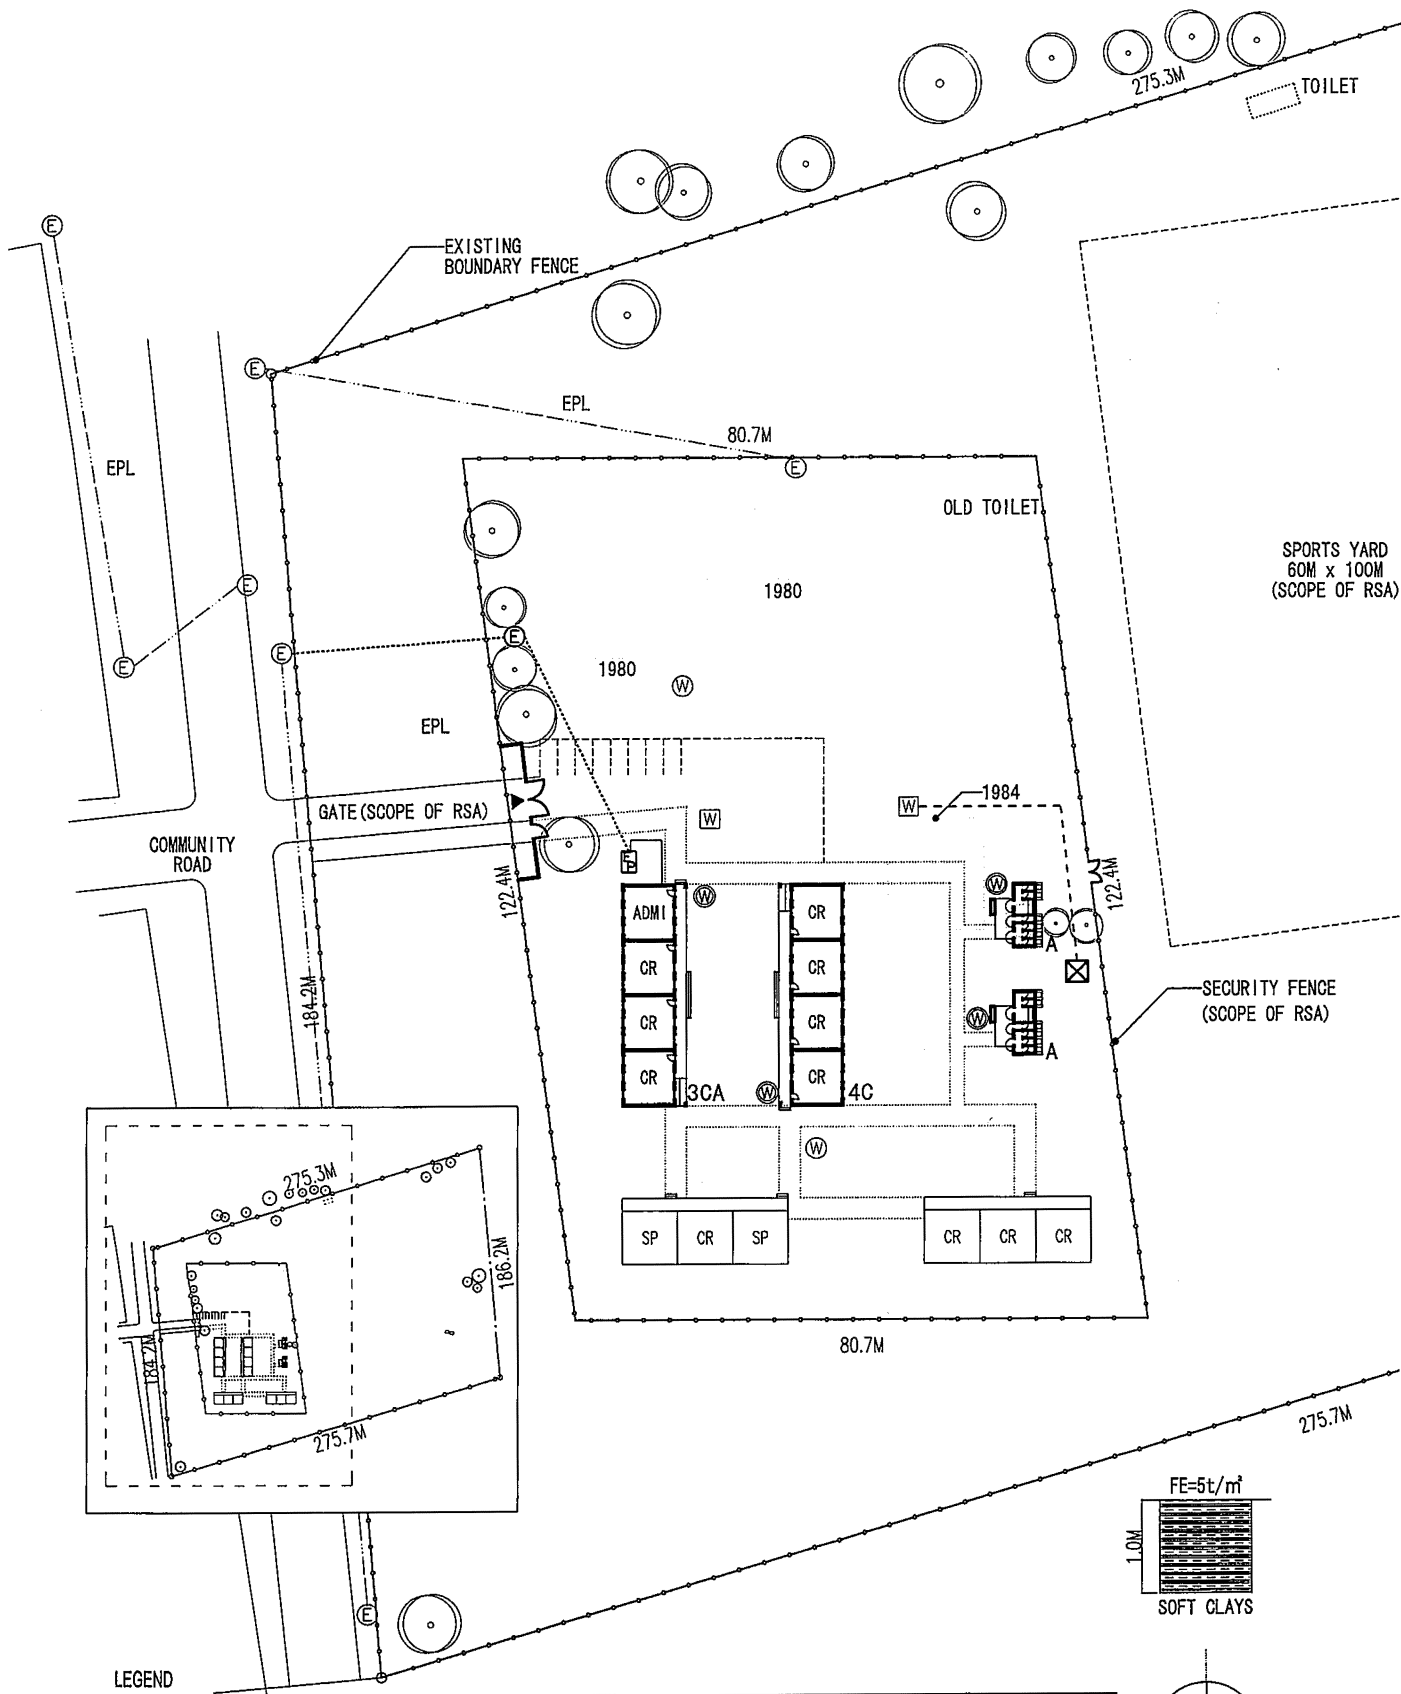 275.3M
TOILET
E
EXISTING
BOUNDARY FENCE
E
EPL
80.7M
EPL
E
OLD TOILET
SPORTS YARD
60M x 100M
(SCOPE OF RSA)
E
1980
E
E
E
1980
W
EPL
1984
W
GATE(SCOPE OF RSA)
W
COMMUNITY
ROAD
EP
122.4M
122.4M
W
W
ADMI
CR
A
CR
CR
184.2M
SECURITY FENCE
(SCOPE OF RSA)
CR
CR
W
A
CR
CR
3CA
W
4C
W
275.3M
SP
CR
SP
CR
CR
CR
186.2M
184.2M
80.7M
275.7M
275.7M
FE=5t/㎡
1.0M
SOFT CLAYS
E
LEGEND